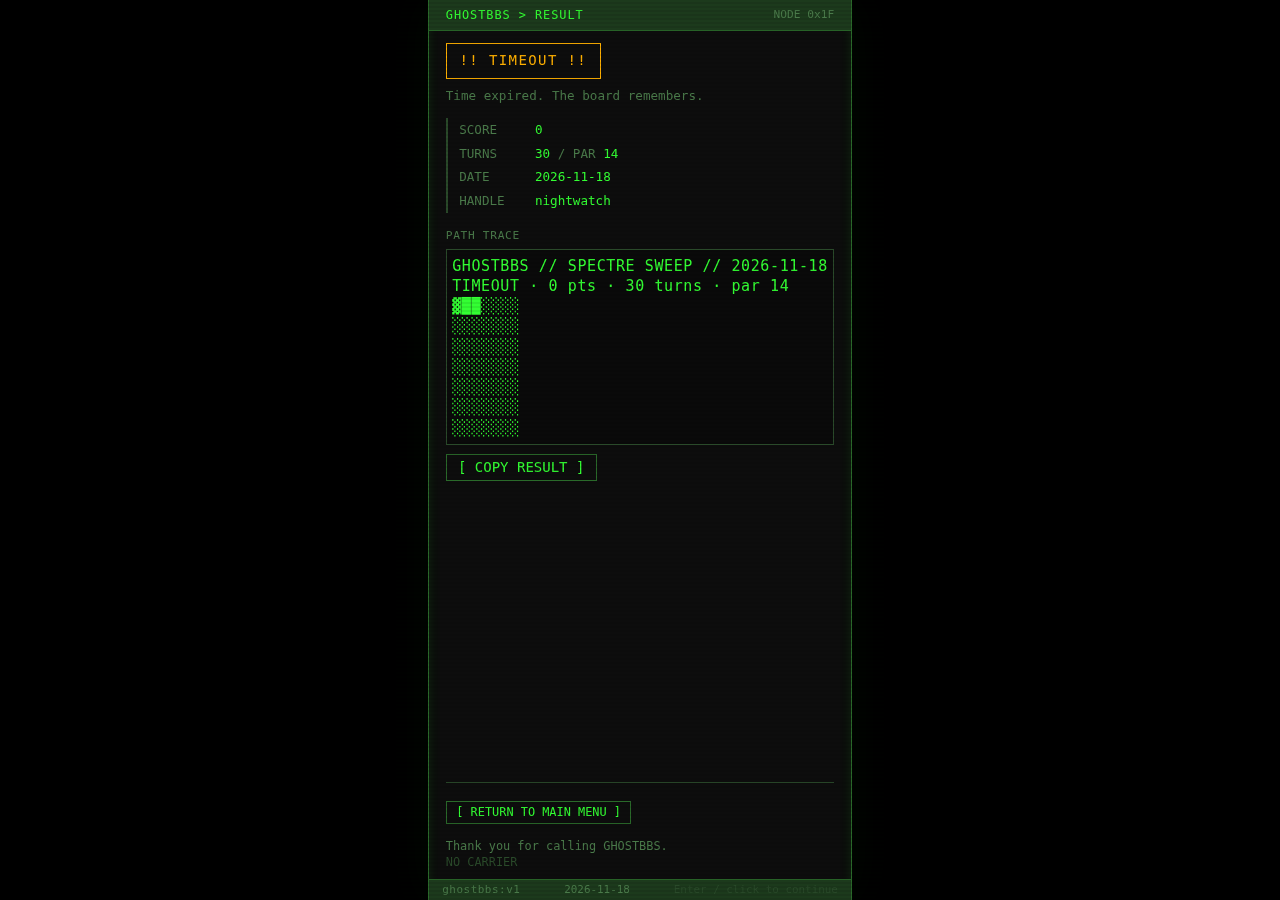 GHOSTBBS > RESULT NODE 0x1F
!! TIMEOUT !!
Time expired. The board remembers.
SCORE 0
TURNS 30 / PAR 14
DATE 2026-11-18
HANDLE nightwatch
PATH TRACE
GHOSTBBS // SPECTRE SWEEP // 2026-11-18
TIMEOUT · 0 pts · 30 turns · par 14
▓██░░░░
░░░░░░░
░░░░░░░
░░░░░░░
░░░░░░░
░░░░░░░
░░░░░░░
[ COPY RESULT ]
[ RETURN TO MAIN MENU ]
Thank you for calling GHOSTBBS.
NO CARRIER
ghostbbs:v1 2026-11-18 Enter / click to continue